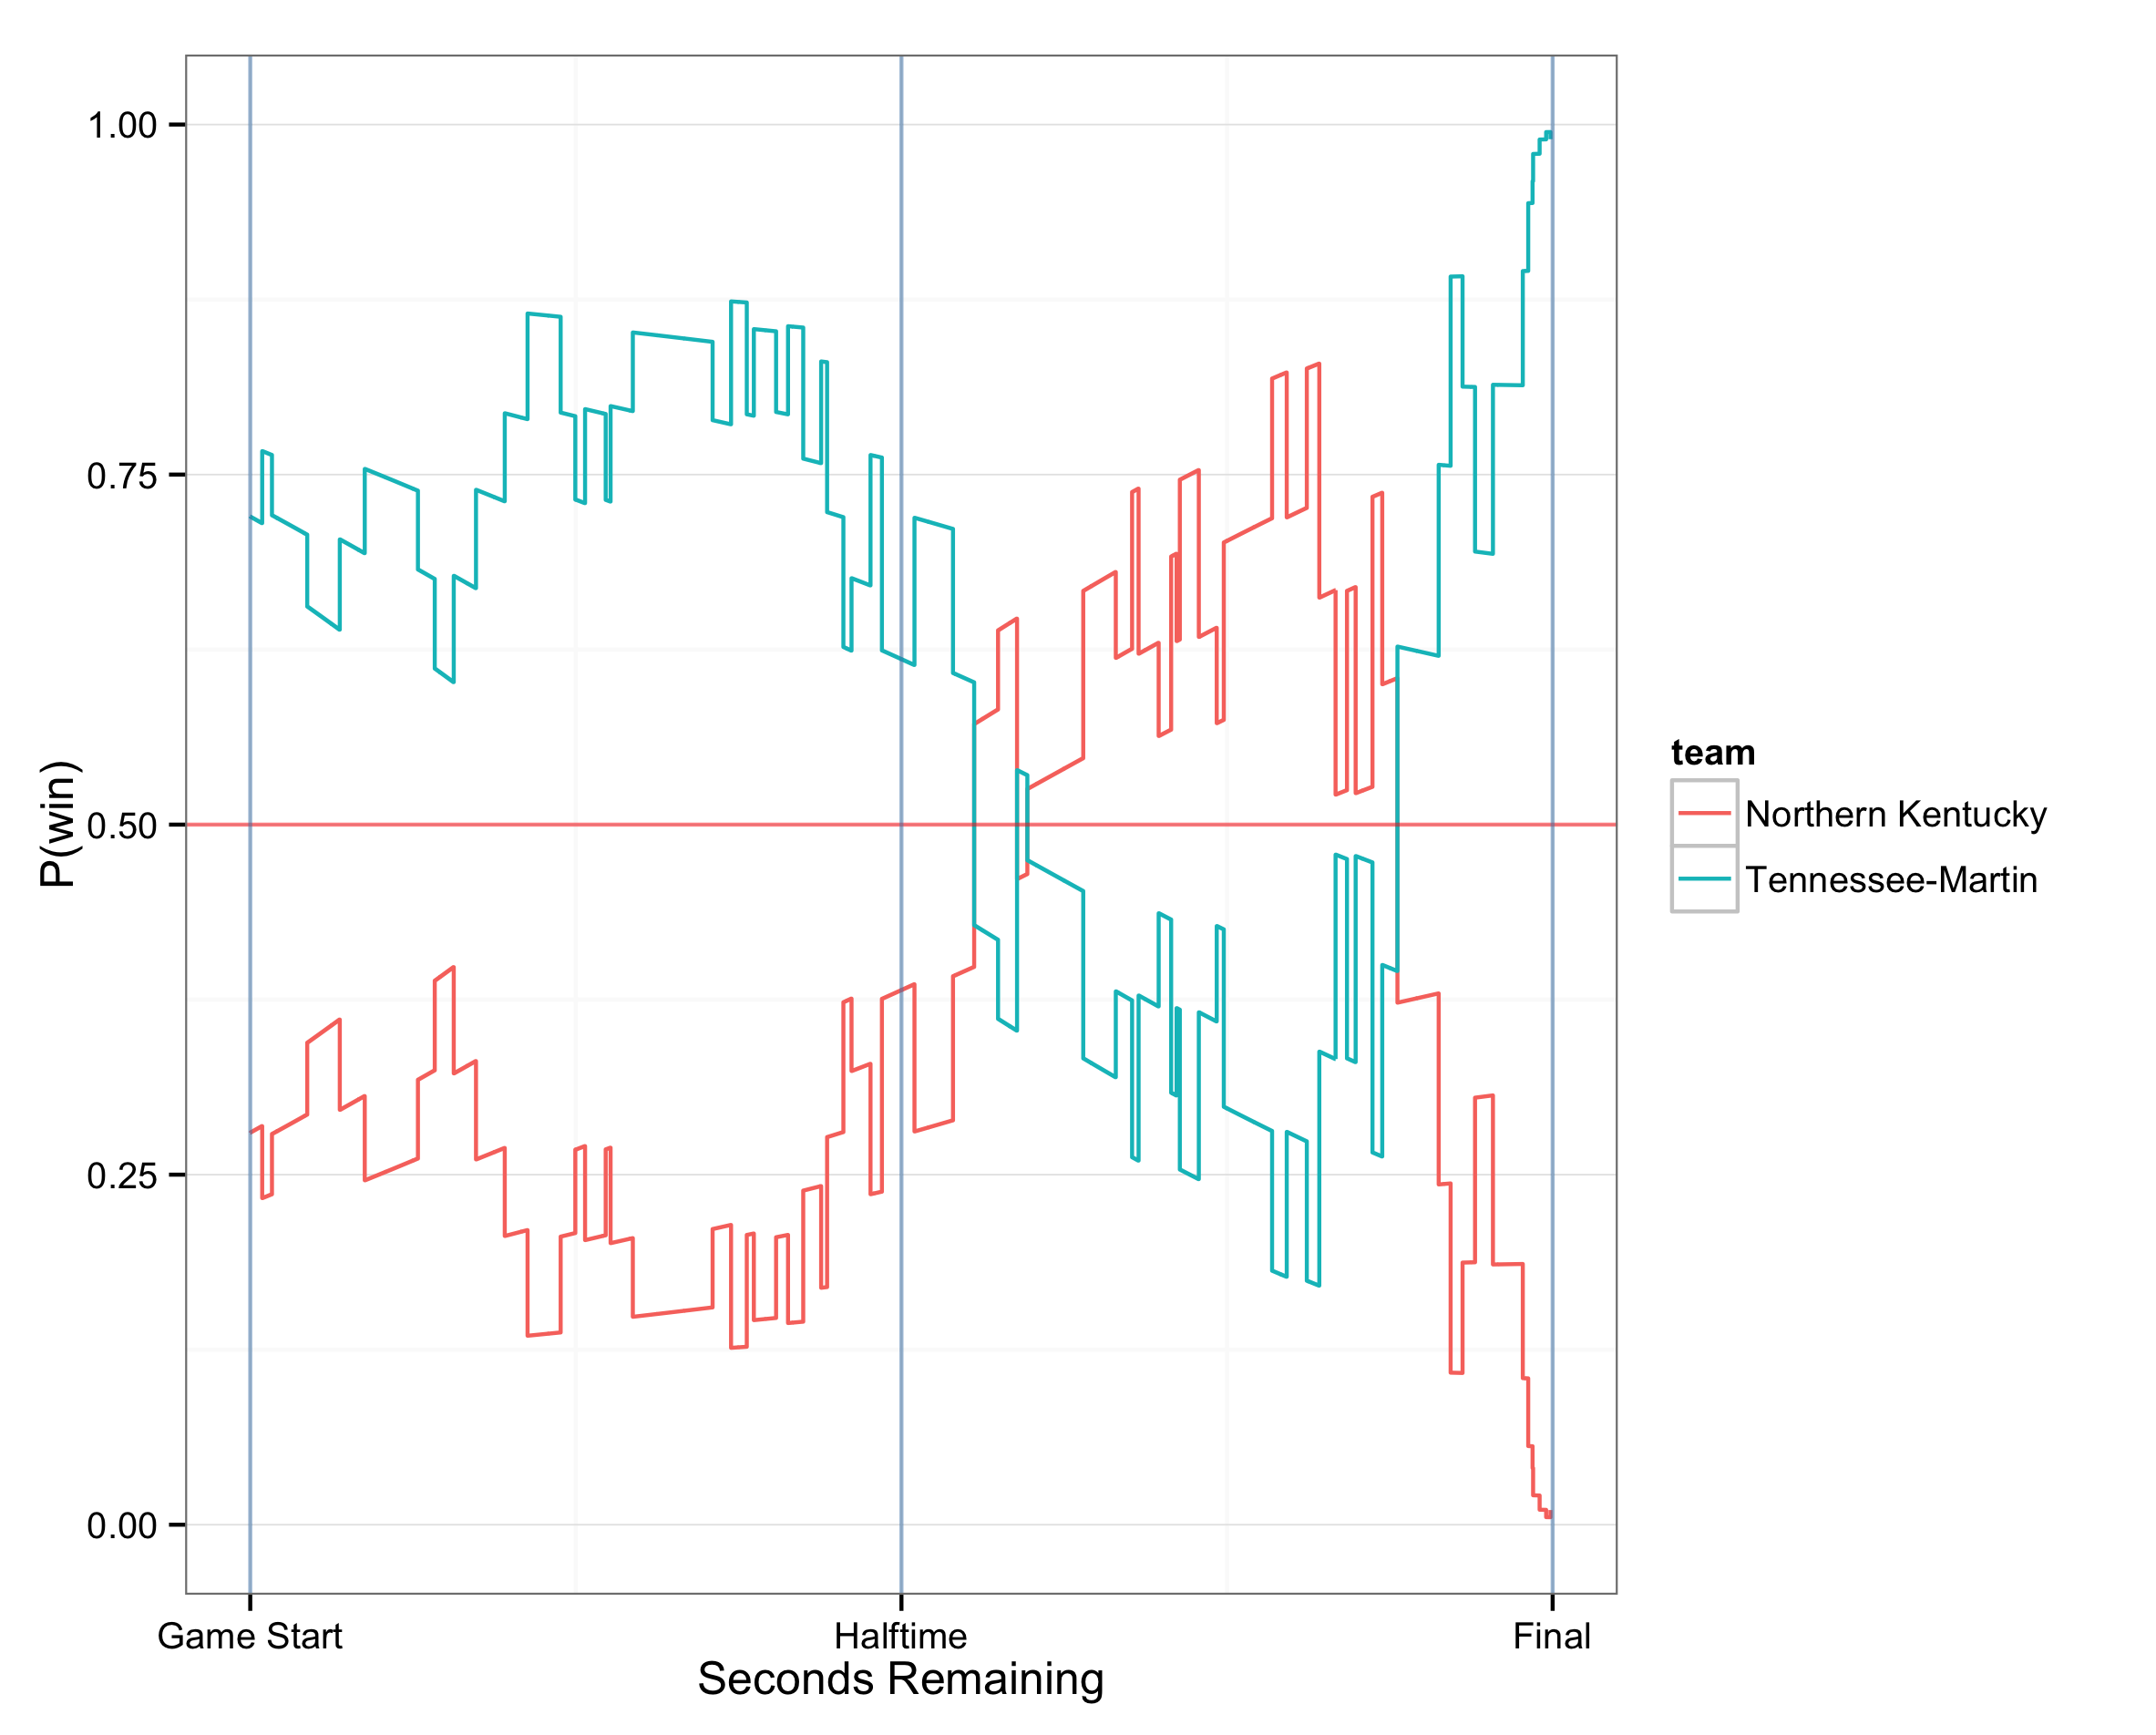 1.00
0.75
0.50
0.25
0.00
P(win)
Game Start
Halftime
Final
Seconds Remaining
team
Northern Kentucky
Tennessee-Martin